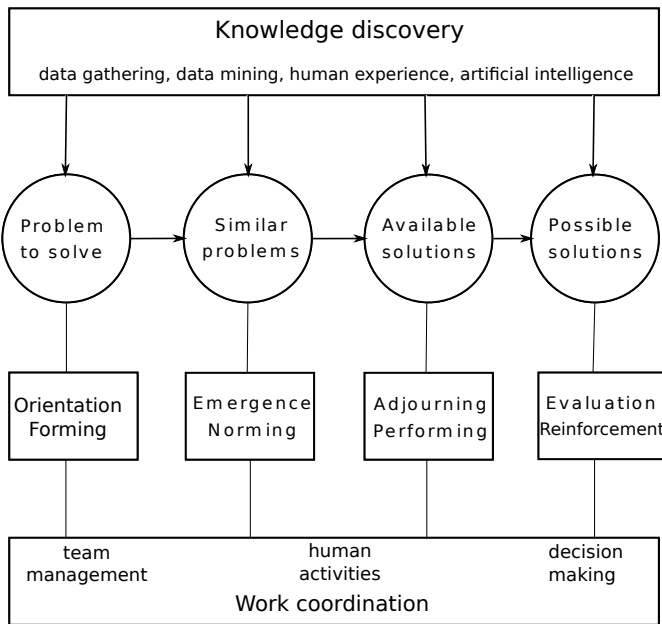 Knowledge discovery
data gathering, data mining, human experience, artificial intelligence
Problem
to solve
Similar
problems
Available
solutions
Possible
solutions
Orientation
Forming
Emergence
Norming
Adjourning
Performing
Evaluation
Reinforcement
team
management
human
activities
decision
making
Work coordination